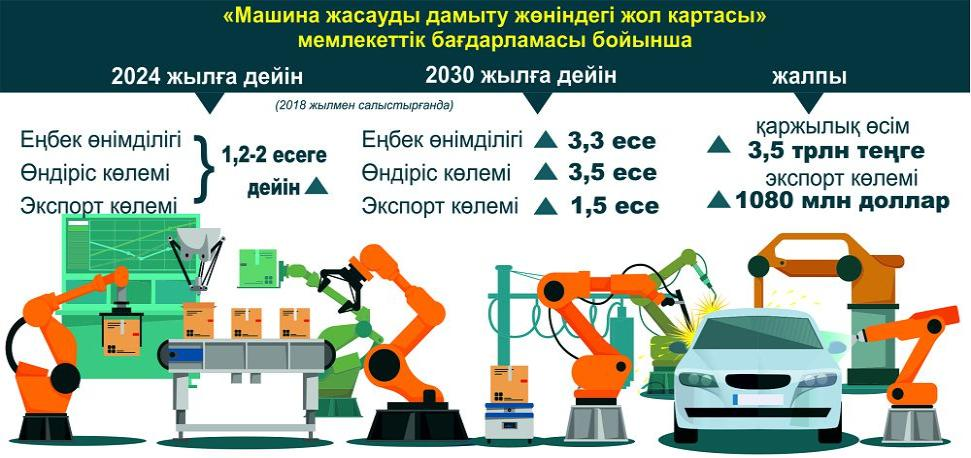 «Машина жасауды дамыту жөніндегі жол картасы»
мемлекеттік бағдарламасы бойынша
2024 жылға дейін
2030 жылға дейін
жалпы
(2018 жылмен салыстырғанда)
Еңбек өнімділігі
Өндіріс көлемі
Экспорт көлемі
1,2-2 есеге
дейін
Еңбек өнімділігі 3,3 есе
Өндіріс көлемі 3,5 есе
Экспорт көлемі 1,5 есе
қаржылық өсім
3,5 трлн теңге
экспорт көлемі
1080 млн доллар